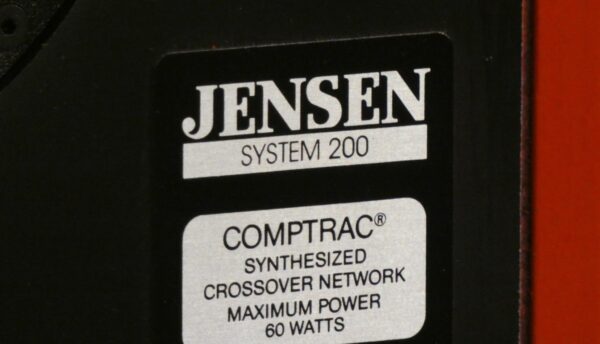 JENSEN
SYSTEM 200
COMPTRAC®
SYNTHESIZED
CROSSOVER NETWORK
MAXIMUM POWER
60 WATTS